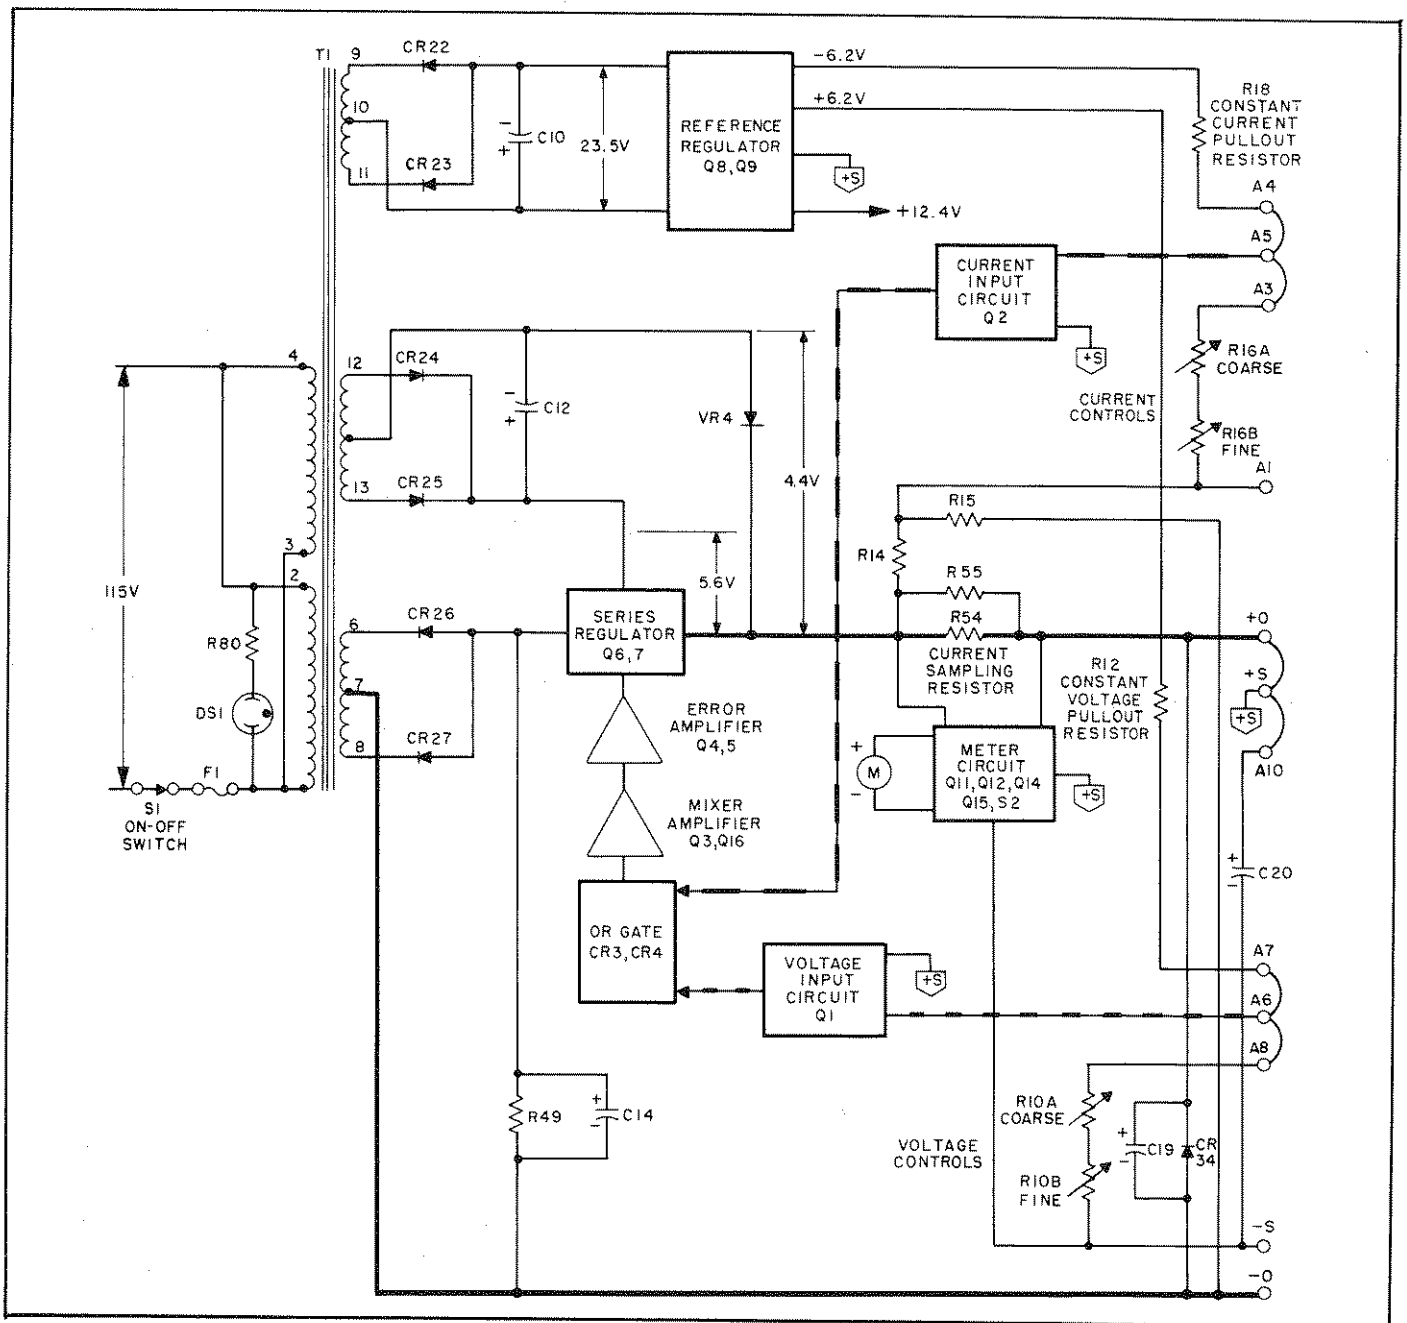 T1
9
CR22
10
11
CR23
-
+
C10
23.5V
REFERENCE
REGULATOR
Q8,Q9
-6.2V
+6.2V
+S
+12.4V
R18
CONSTANT
CURRENT
PULLOUT
RESISTOR
A4
A5
A3
CURRENT
INPUT
CIRCUIT
Q2
+S
R16A
COARSE
CURRENT
CONTROLS
R16B
FINE
A1
4
12
CR24
-
+
C12
VR4
4.4V
13
CR25
3
2
115V
R80
DS1
S1
ON-OFF
SWITCH
F1
5.6V
R15
R14
R55
R54
CURRENT
SAMPLING
RESISTOR
6
CR26
7
8
CR27
SERIES
REGULATOR
Q6,7
ERROR
AMPLIFIER
Q4,5
MIXER
AMPLIFIER
Q3,Q16
OR GATE
CR3,CR4
R12
CONSTANT
VOLTAGE
PULLOUT
RESISTOR
+O
+S
+S
A10
+
M
-
METER
CIRCUIT
Q11,Q12,Q14
Q15,S2
+S
+
-
C20
VOLTAGE
INPUT
CIRCUIT
Q1
+S
A7
A6
A8
R49
+
-
C14
VOLTAGE
CONTROLS
R10A
COARSE
R10B
FINE
+
-
C19
CR
34
-S
-O